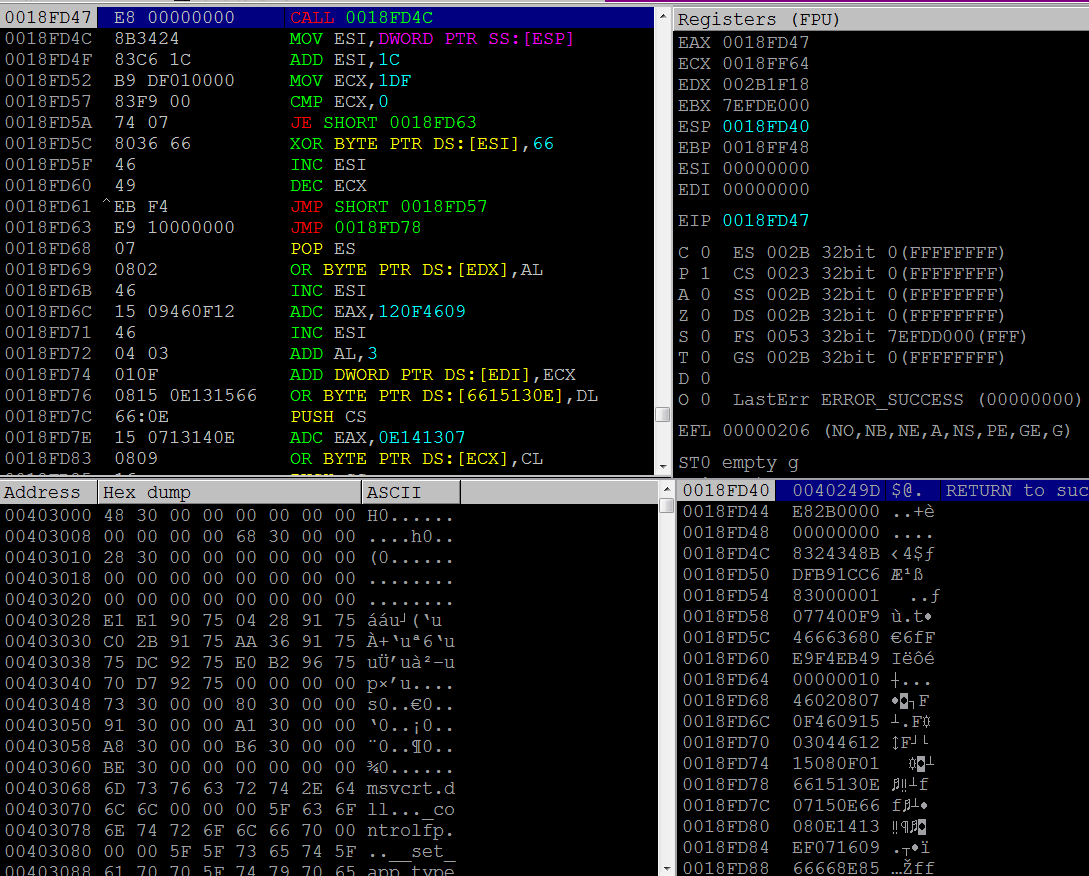 0018FD47 E8 00000000 CALL 0018FD4C
0018FD4C 8B3424 MOV ESI,DWORD PTR SS:[ESP]
0018FD4F 83C6 1C ADD ESI,1C
0018FD52 B9 DF010000 MOV ECX,1DF
0018FD57 83F9 00 CMP ECX,0
0018FD5A 74 07 JE SHORT 0018FD63
0018FD5C 8036 66 XOR BYTE PTR DS:[ESI],66
0018FD5F 46 INC ESI
0018FD60 49 DEC ECX
0018FD61 ^EB F4 JMP SHORT 0018FD57
0018FD63 E9 10000000 JMP 0018FD78
0018FD68 07 POP ES
0018FD69 0802 OR BYTE PTR DS:[EDX],AL
0018FD6B 46 INC ESI
0018FD6C 15 09460F12 ADC EAX,120F4609
0018FD71 46 INC ESI
0018FD72 04 03 ADD AL,3
0018FD74 010F ADD DWORD PTR DS:[EDI],ECX
0018FD76 0815 0E131566 OR BYTE PTR DS:[6615130E],DL
0018FD7C 66:0E PUSH CS
0018FD7E 15 0713140E ADC EAX,0E141307
0018FD83 0809 OR BYTE PTR DS:[ECX],CL
Registers (FPU)
EAX 0018FD47
ECX 0018FF64
EDX 002B1F18
EBX 7EFDE000
ESP 0018FD40
EBP 0018FF48
ESI 00000000
EDI 00000000
EIP 0018FD47
C 0 ES 002B 32bit 0(FFFFFFFF)
P 1 CS 0023 32bit 0(FFFFFFFF)
A 0 SS 002B 32bit 0(FFFFFFFF)
Z 0 DS 002B 32bit 0(FFFFFFFF)
S 0 FS 0053 32bit 7EFDD000(FFF)
T 0 GS 002B 32bit 0(FFFFFFFF)
D 0
O 0 LastErr ERROR_SUCCESS (00000000)
EFL 00000206 (NO,NB,NE,A,NS,PE,GE,G)
ST0 empty g
Address Hex dump ASCII
00403000 48 30 00 00 00 00 00 00 H0......
00403008 00 00 00 00 68 30 00 00 ....h0..
00403010 28 30 00 00 00 00 00 00 (0......
00403018 00 00 00 00 00 00 00 00 ........
00403020 00 00 00 00 00 00 00 00 ........
00403028 E1 E1 90 75 04 28 91 75 ááu┘(‘u
00403030 C0 2B 91 75 AA 36 91 75 À+‘uª6‘u
00403038 75 DC 92 75 E0 B2 96 75 uÜ’uà²–u
00403040 70 D7 92 75 00 00 00 00 p×’u....
00403048 73 30 00 00 80 30 00 00 s0..€0..
00403050 91 30 00 00 A1 30 00 00 ‘0..¡0..
00403058 A8 30 00 00 B6 30 00 00 ¨0..¶0..
00403060 BE 30 00 00 00 00 00 00 ¾0......
00403068 6D 73 76 63 72 74 2E 64 msvcrt.d
00403070 6C 6C 00 00 00 5F 63 6F ll..._co
00403078 6E 74 72 6F 6C 66 70 00 ntrolfp.
00403080 00 00 5F 5F 73 65 74 5F ..__set_
00403088 61 70 70 5F 74 79 70 65 app_type
0018FD40 0040249D $@. RETURN to suc
0018FD44 E82B0000 ..+è
0018FD48 00000000 ....
0018FD4C 8324348B ‹4$ƒ
0018FD50 DFB91CC6 Æ¹ß
0018FD54 83000001 ..ƒ
0018FD58 077400F9 ù.t•
0018FD5C 46663680 €6fF
0018FD60 E9F4EB49 Iëôé
0018FD64 00000010 ┼...
0018FD68 46020807 •◘┐F
0018FD6C 0F460915 ┴.F¤
0018FD70 03044612 ↕F┘└
0018FD74 15080F01 ¤◘┴
0018FD78 6615130E ♫‼┴f
0018FD7C 07150E66 f♫┴•
0018FD80 080E1413 ‼¶♫◘
0018FD84 EF071609 .┬•ï
0018FD88 66668E85 …Žff